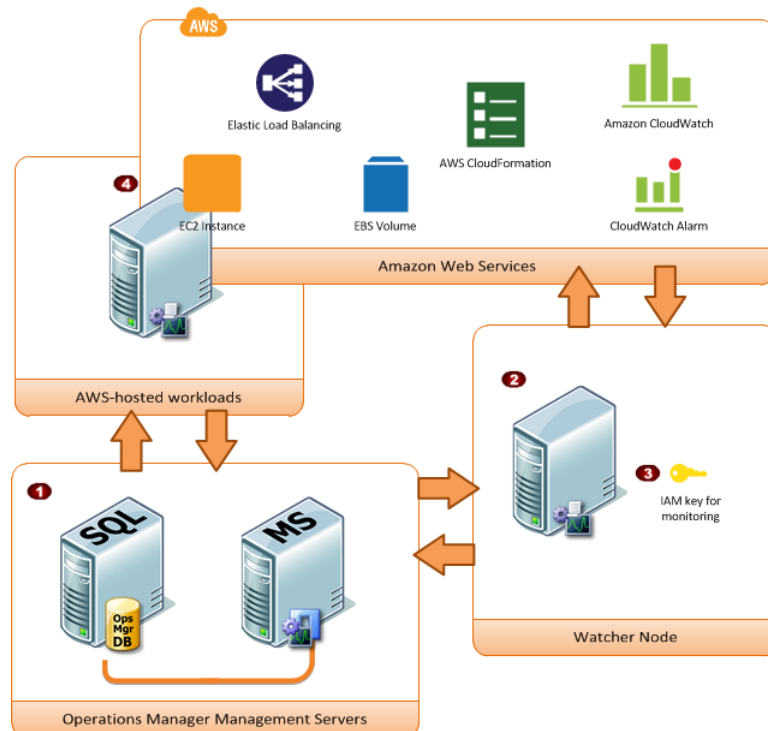 AWS
Elastic Load Balancing
AWS CloudFormation
Amazon CloudWatch
4
EC2 Instance
EBS Volume
CloudWatch Alarm
Amazon Web Services
AWS-hosted workloads
2
3
IAM key for
monitoring
Watcher Node
1
SQL
MS
Ops
Mgr
DB
Operations Manager Management Servers